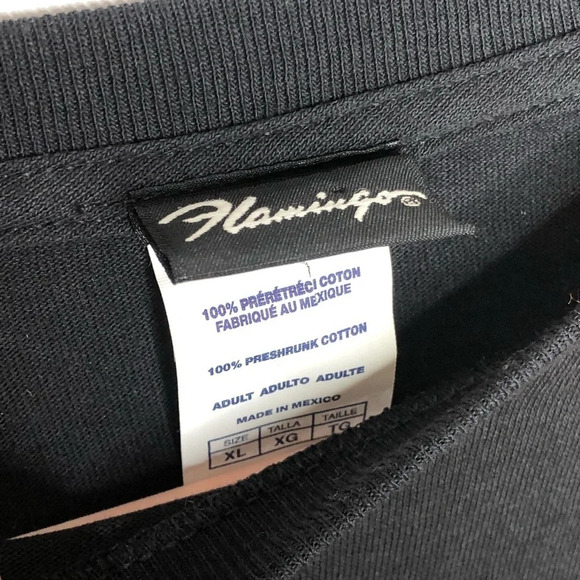 Flamingo
100% PRÉRÉTRÉCI COTON
FABRIQUÉ AU MEXIQUE
100% PRESHRUNK COTTON
ADULT ADULTO ADULTE
MADE IN MEXICO
SIZE TALLA TAILLE
XL XG TG